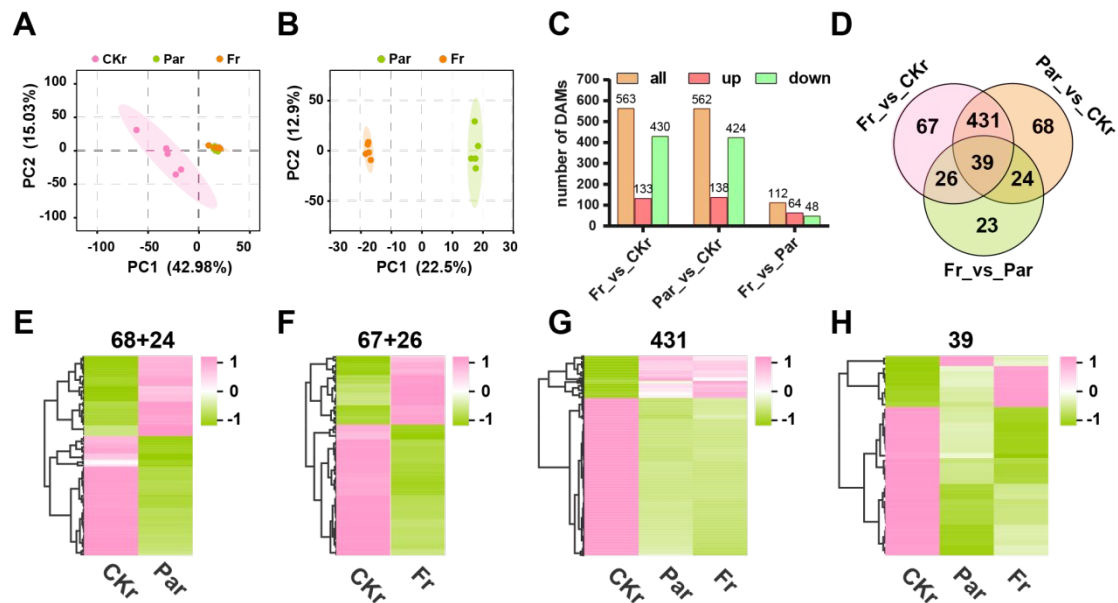 A
CKr Par Fr
PC2 (15.03%)
100
50
0
-50
-100
-100 -50 0 50
PC1 (42.98%)
B
Par Fr
PC2 (12.9%)
50
0
-50
-30 -20 -10 0 10 20 30
PC1 (22.5%)
C
all up down
number of DAMs
700
600
500
400
300
200
100
0
563 133 430
562 138 424
112 64 48
Fr_vs_CKr
Par_vs_CKr
Fr_vs_Par
D
Fr_vs_CKr
Par_vs_CKr
67 431 68
39
26 24
23
Fr_vs_Par
E
68+24
1
0
-1
CKr Par
F
67+26
1
0
-1
CKr Fr
G
431
1
0
-1
CKr Par Fr
H
39
1
0
-1
CKr Par Fr